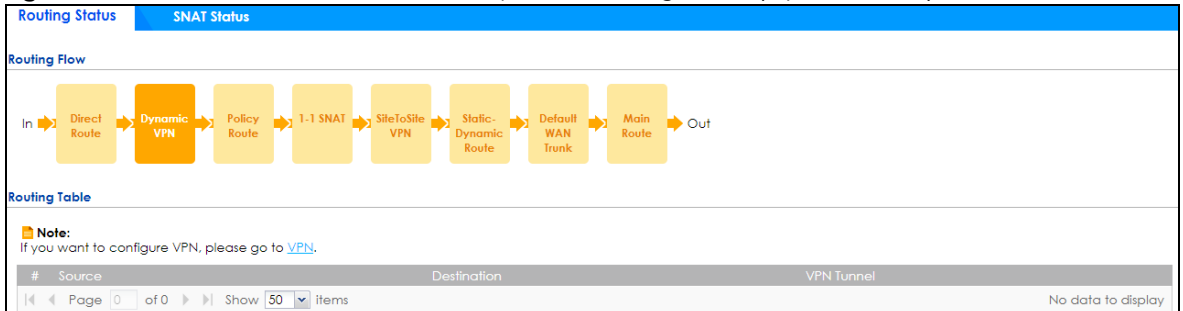 Routing Status SNAT Status
Routing Flow
In Direct Route Dynamic VPN Policy Route 1-1 SNAT SiteToSite VPN Static-Dynamic Route Default WAN Trunk Main Route Out
Routing Table
Note:
If you want to configure VPN, please go to VPN.
# Source Destination VPN Tunnel
Page 0 of 0 Show 50 items No data to display